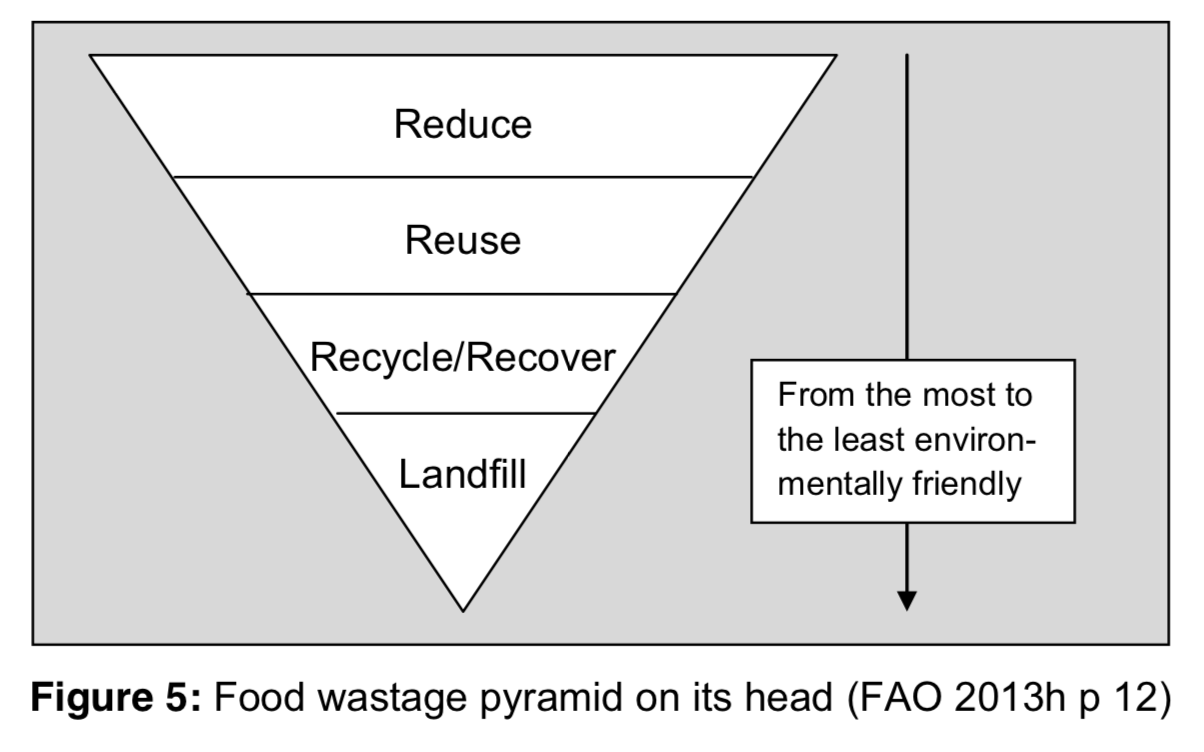 Reduce
Reuse
Recycle/Recover
Landfill
From the most to
the least environ-
mentally friendly
Figure 5: Food wastage pyramid on its head (FAO 2013h p 12)